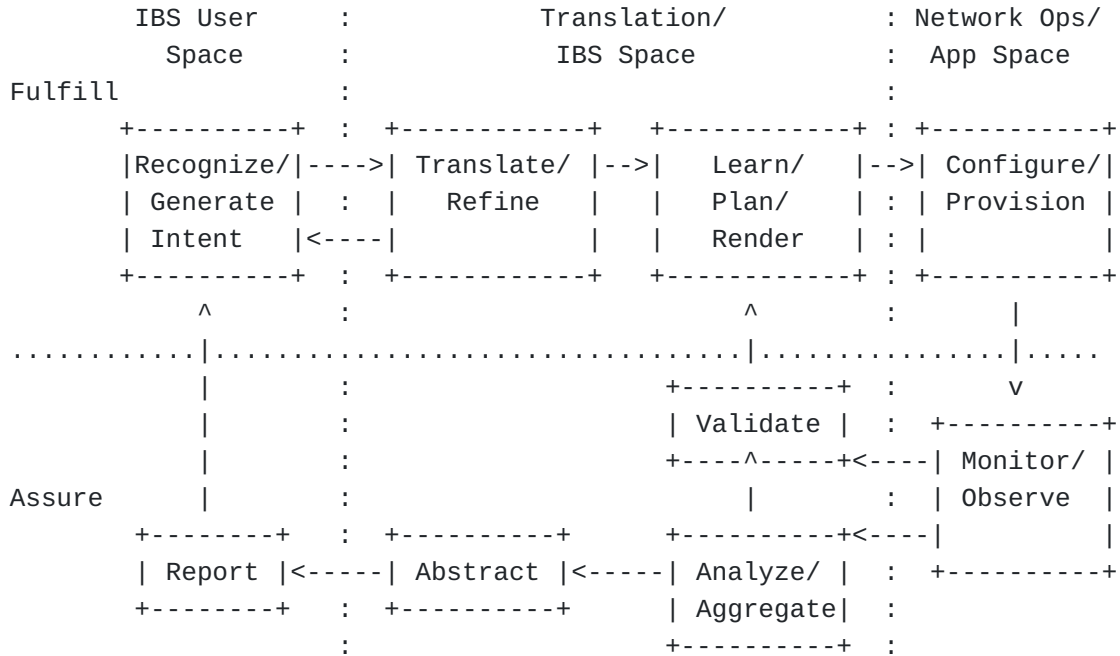 IBS User     :            Translation/          : Network Ops/
          Space      :             IBS Space            :  App Space
Fulfill              :                                  :
       +----------+  :  +------------+   +------------+ : +-----------+
       |Recognize/|---->| Translate/ |-->|   Learn/   |-->| Configure/|
       | Generate |  :  |   Refine   |   |   Plan/    | : | Provision |
       | Intent   |<----|            |   |   Render   | : |           |
       +----------+  :  +------------+   +------------+ : +-----------+
            ^        :                         ^        :       |
............|..................................|................|.....
            |        :                    +----------+  :       v
            |        :                    | Validate |  :  +----------+
            |        :                    +----^-----+<----| Monitor/ |
Assure      |        :                         |        :  | Observe  |
        +--------+   :  +----------+      +----------+<----|          |
        | Report |<-----| Abstract |<-----| Analyze/ |  :  +----------+
        +--------+   :  +----------+      | Aggregate|  :
                     :                    +----------+  :